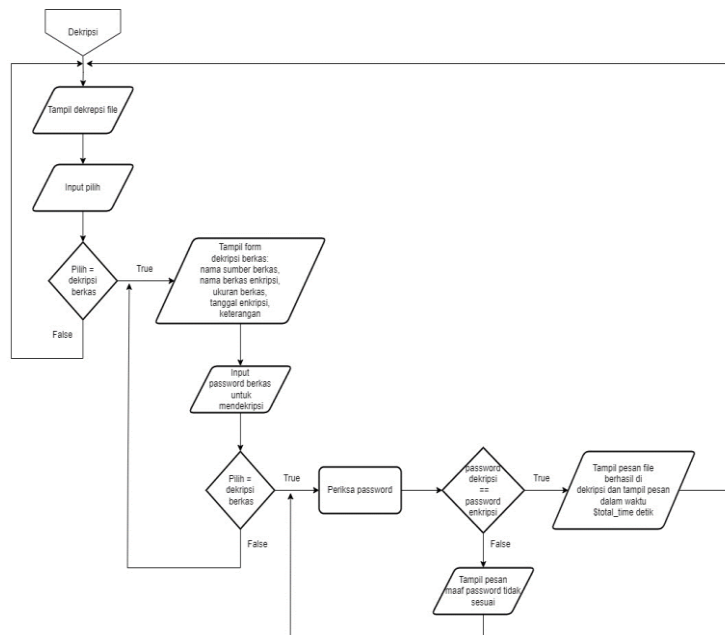 Dekripsi
Tampil dekrepsi file
Input pilih
Pilih =
dekripsi
berkas
True
False
Tampil form
dekripsi berkas:
nama sumber berkas,
nama berkas enkripsi,
ukuran berkas,
tanggal enkripsi,
keterangan
Input
password berkas
untuk
mendekripsi
Pilih =
dekripsi
berkas
True
False
Periksa password
password
dekripsi
==
password
enkripsi
True
False
Tampil pesan file
berhasil di
dekripsi dan tampil pesan
dalam waktu
$total_time detik
Tampil pesan
maaf password tidak
sesuai